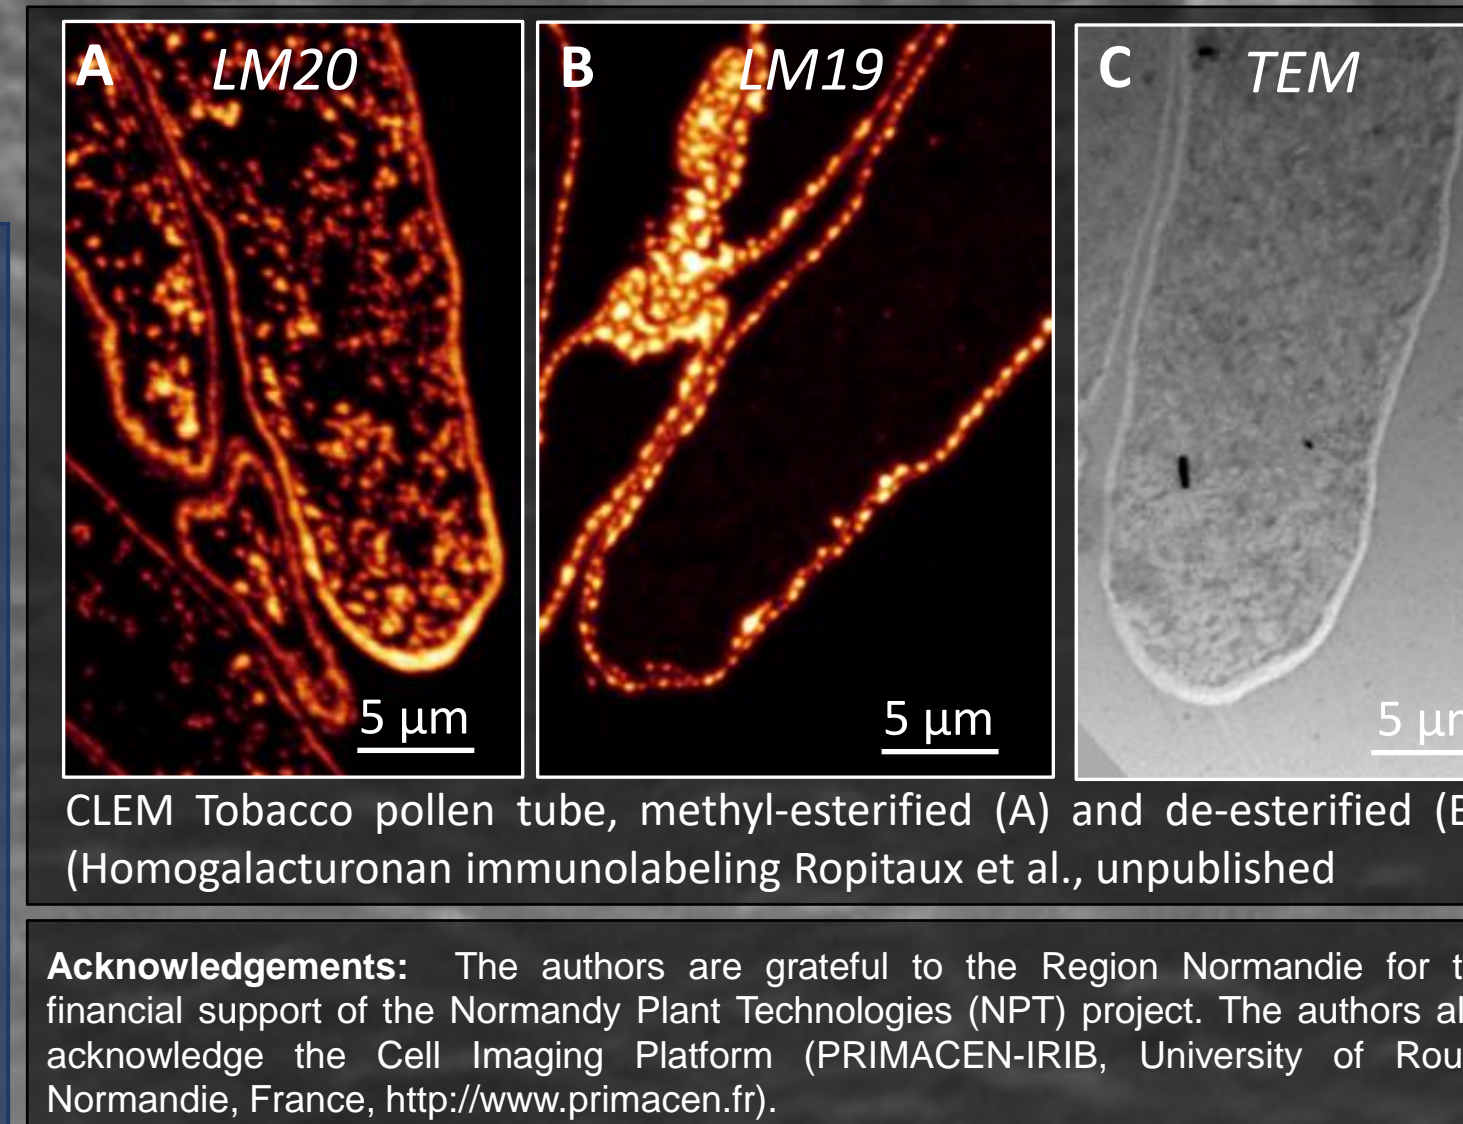 A LM20
B LM19
C TEM
5 µm
5 µm
5
CLEM Tobacco pollen tube, methyl-esterified (A) and de-esterified
(Homogalacturonan immunolabeling Ropitaux et al., unpublished
Acknowledgements: The authors are grateful to the Region Normandie for
financial support of the Normandy Plant Technologies (NPT) project. The authors
acknowledge the Cell Imaging Platform (PRIMACEN-IRIB, University of
Normandie, France, http://www.primacen.fr).